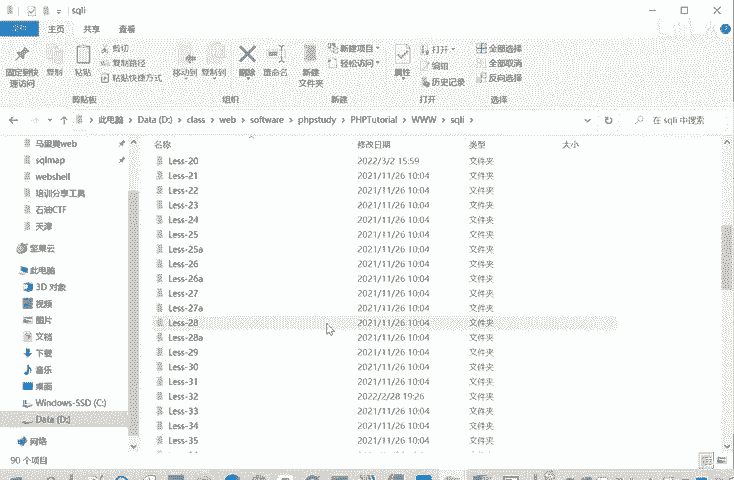 sqli
主页 共享 查看
固定到快速访问
复制
粘贴
剪切
复制路径
粘贴快捷方式
移动到 复制到 删除 重命名
新建文件夹
新建项目
轻松访问
属性
打开
编辑
历史记录
全部选择
全部取消
反向选择
剪贴板 组织 新建 打开 选择
此电脑 › Data (D:) › class › web › software › phpstudy › PHPTutorial › WWW › sqli ›
在 sqli 中搜索
名称 修改日期 类型 大小
sqlmap
webshell
培训分享工具
石油CTF
天津
坚果云
此电脑
3D 对象
视频
图片
文档
下载
音乐
桌面
Windows-SSD (C:)
Data (D:)
网络
Less-20 2022/3/2 15:59 文件夹
Less-21 2021/11/26 10:04 文件夹
Less-22 2021/11/26 10:04 文件夹
Less-23 2021/11/26 10:04 文件夹
Less-24 2021/11/26 10:04 文件夹
Less-25 2021/11/26 10:04 文件夹
Less-25a 2021/11/26 10:04 文件夹
Less-26 2021/11/26 10:04 文件夹
Less-26a 2021/11/26 10:04 文件夹
Less-27 2021/11/26 10:04 文件夹
Less-27a 2021/11/26 10:04 文件夹
Less-28 2021/11/26 10:04 文件夹
Less-28a 2021/11/26 10:04 文件夹
Less-29 2021/11/26 10:04 文件夹
Less-30 2021/11/26 10:04 文件夹
Less-31 2021/11/26 10:04 文件夹
Less-32 2022/2/28 19:26 文件夹
Less-33 2021/11/26 10:04 文件夹
Less-34 2021/11/26 10:04 文件夹
Less-35 2021/11/26 10:04 文件夹
90 个项目